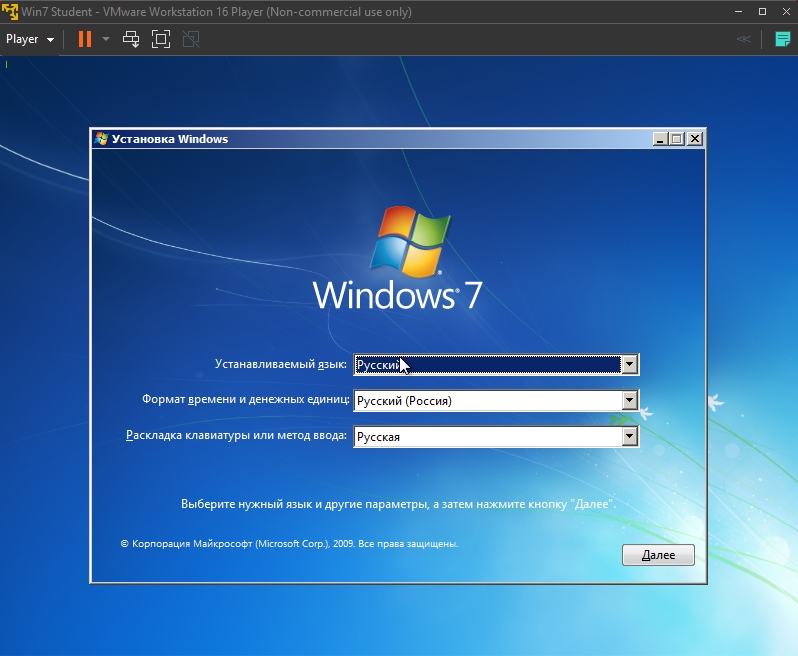 Win7 Student - VMware Workstation 16 Player (Non-commercial use only)
Player
Установка Windows
Windows® 7
Устанавливаемый язык: Русский
Формат времени и денежных единиц: Русский (Россия)
Раскладка клавиатуры или метод ввода: Русская
Выберите нужный язык и другие параметры, а затем нажмите кнопку "Далее".
© Корпорация Майкрософт (Microsoft Corp.), 2009. Все права защищены.
Далее